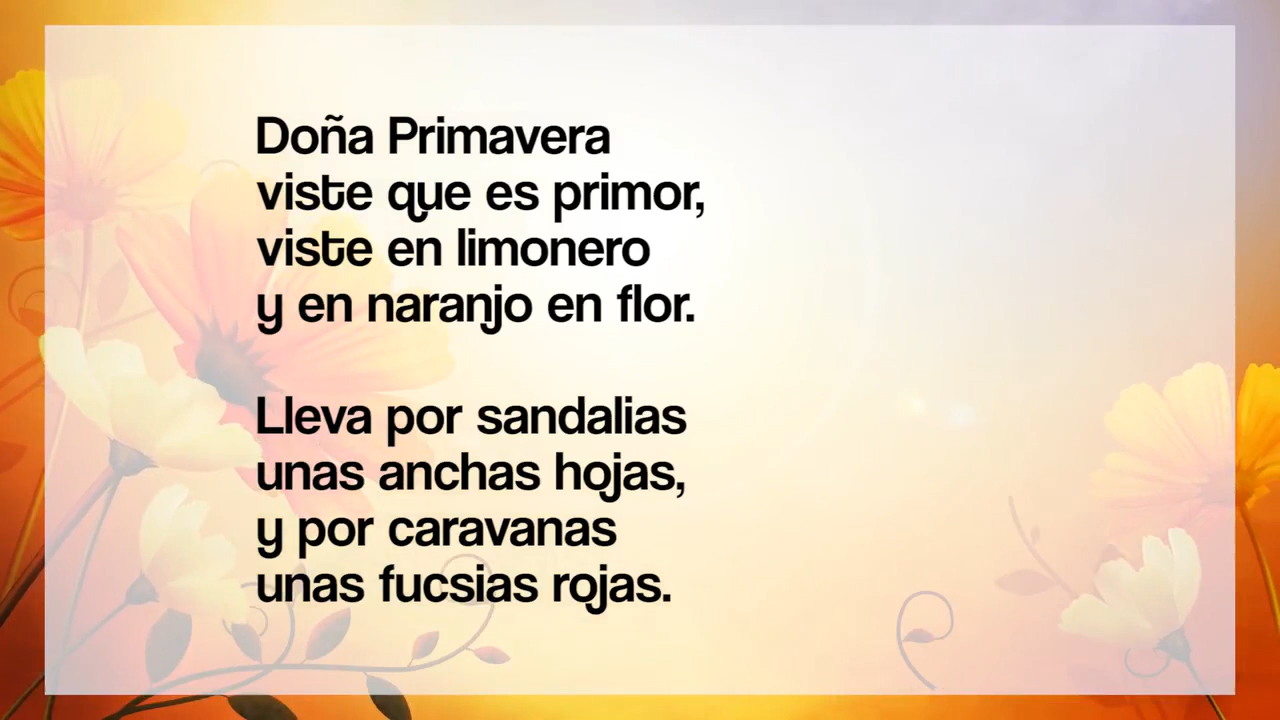 Doña Primavera
viste que es primor,
viste en limonero
y en naranjo en flor.
Lleva por sandalias
unas anchas hojas,
y por caravanas
unas fucsias rojas.